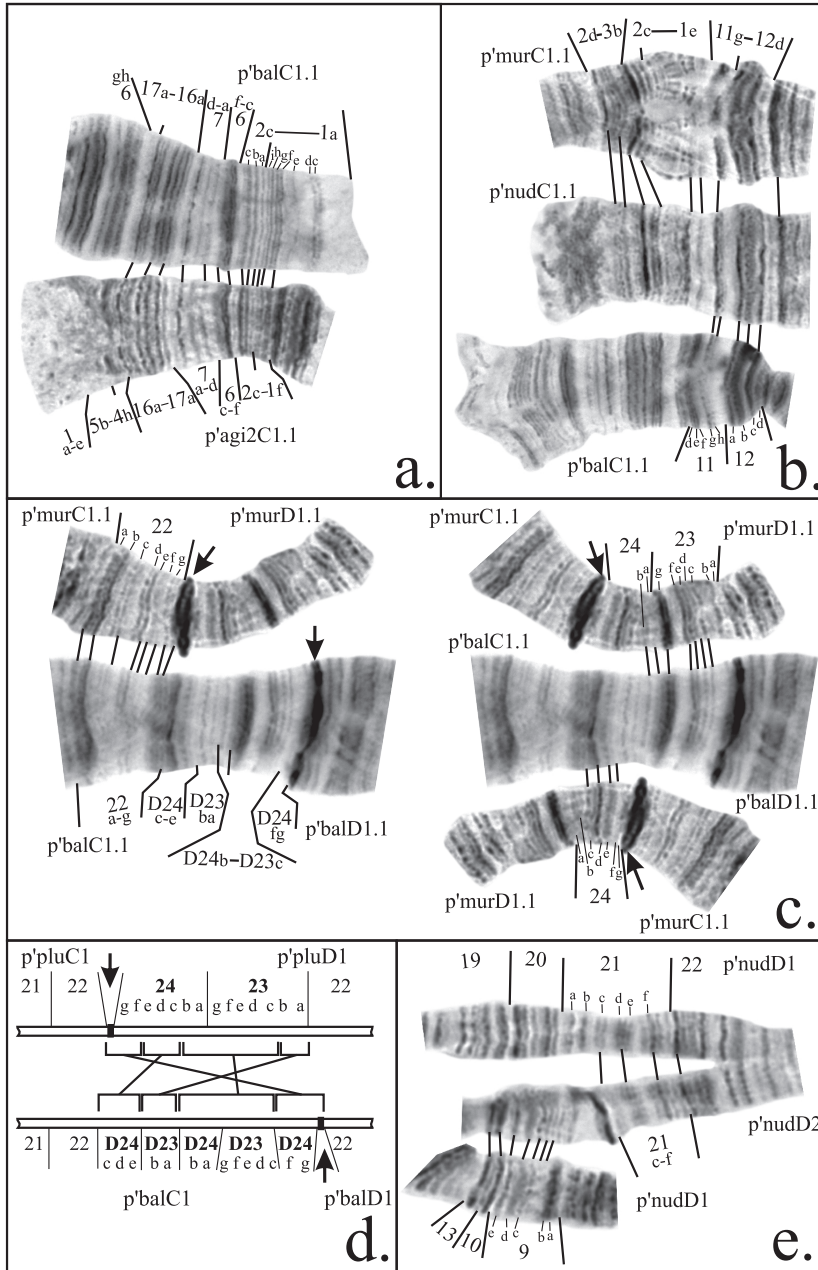 p'balC1.1
gh
6
17a-16a
d-a
7
f-c
6
2c—1a
c b a i h g f e d c
1
a-e
5b-4h
16a-17a
7
a-d
6
c-f
2c-1f
p'agi2C1.1
a.
2d-3b
2c—1e
11g-12d
p'murC1.1
p'nudC1.1
p'balC1.1
d e f g h a b c d
11
12
b.
p'murC1.1
22
a b c d e f g
p'murD1.1
22
a-g
D24
c-e
D23
ba
D24b-D23c
D24
fg
p'balC1.1
p'balD1.1
p'murC1.1
24
23
b a g f e d c b a
p'murD1.1
p'balC1.1
p'balD1.1
a b c d e f g
24
p'murD1.1
p'murC1.1
c.
p'pluC1
p'pluD1
21 22 24 23 22
g f e d c b a g f e d c b a
21 22 D24 D23 D24 D23 D24 22
c d e b a b a g f e d c f g
p'balC1
p'balD1
d.
19 20 21 22 p'nudD1
a b c d e f
p'nudD2
21
c-f
p'nudD1
13 10 9
e d c b a
e.